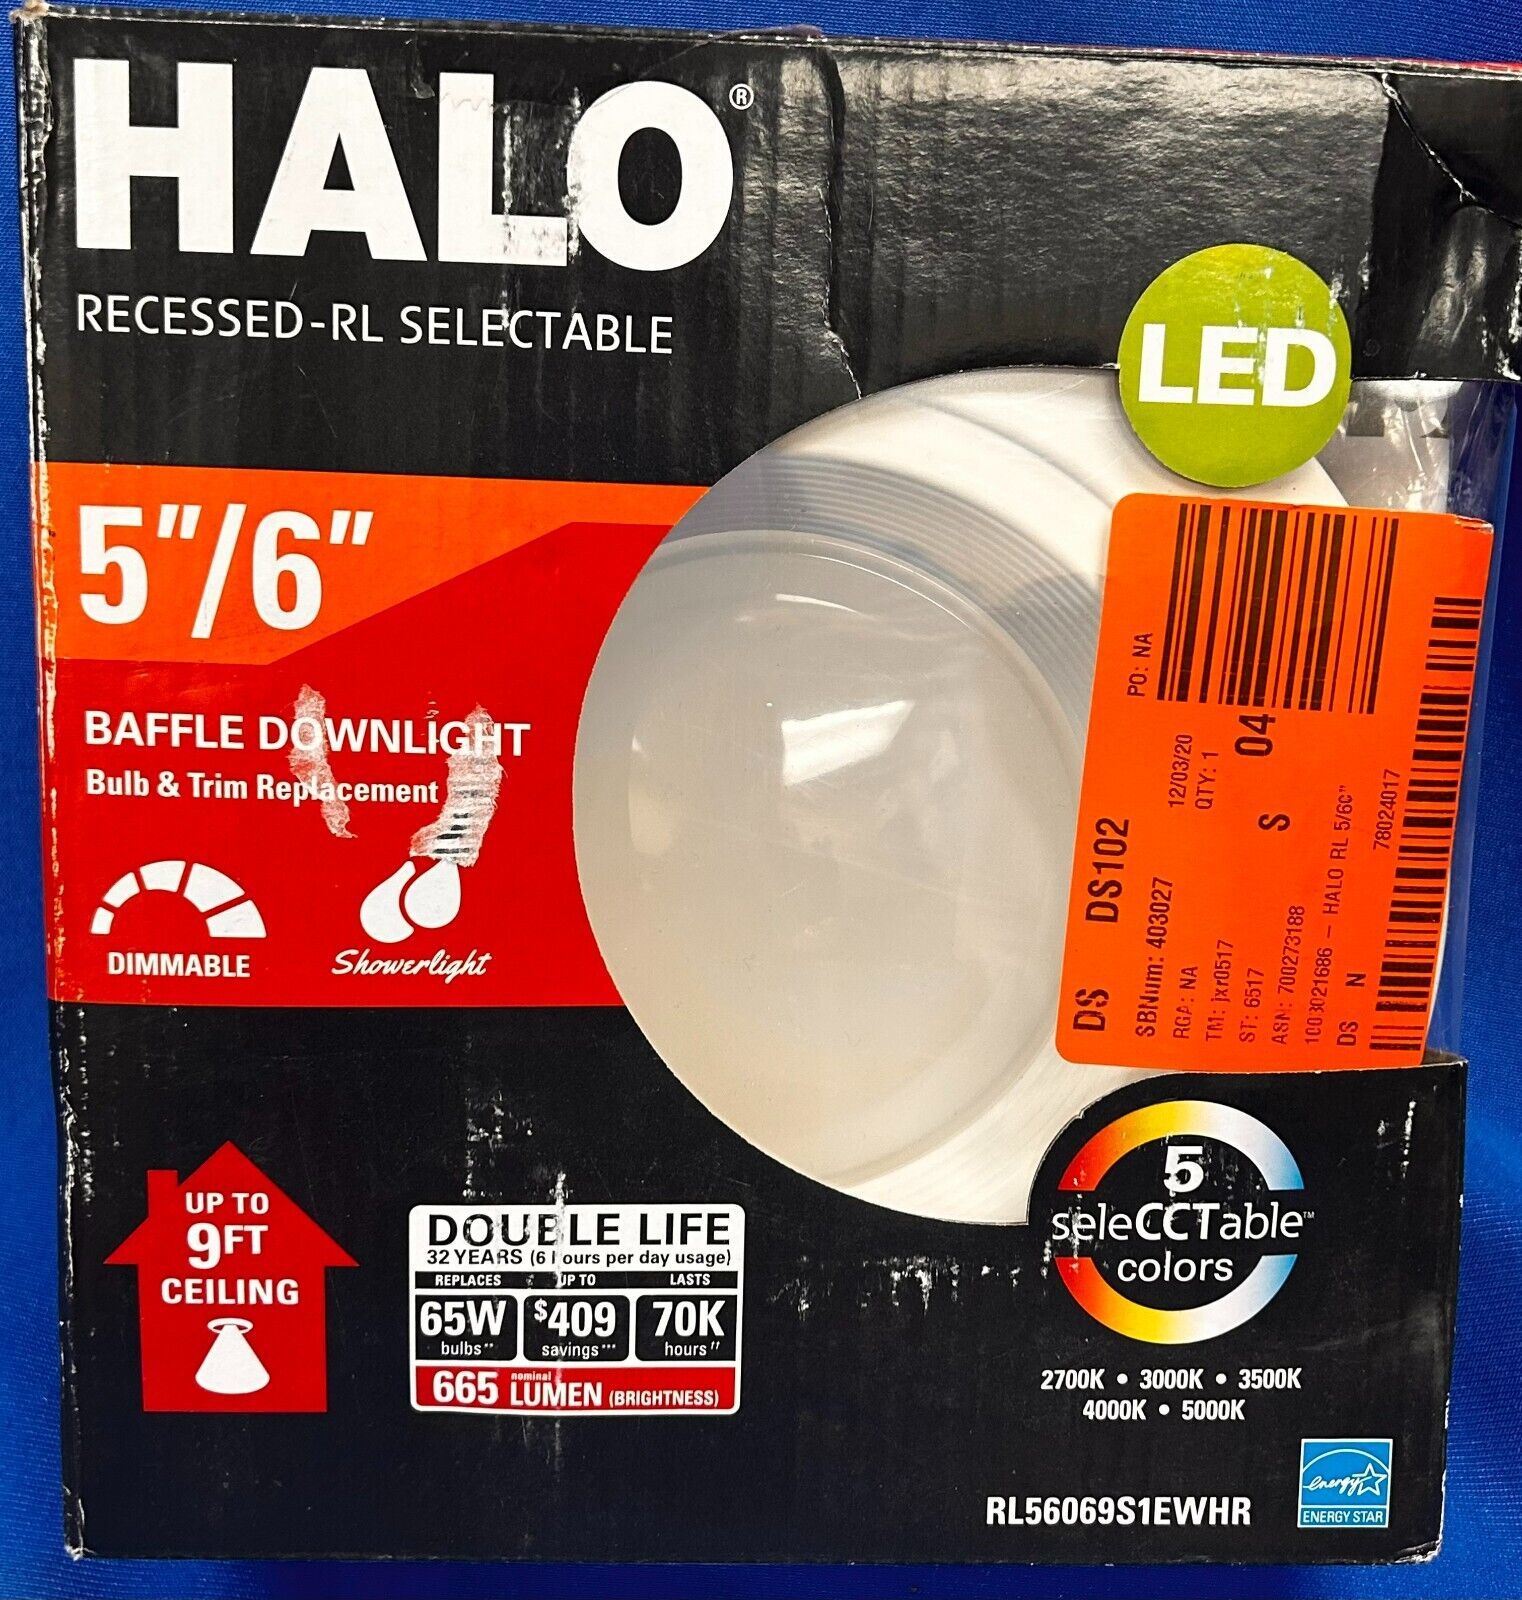 HALO®
RECESSED-RL SELECTABLE
LED
5"/6"
BAFFLE DOWNLIGHT
Bulb & Trim Replacement
DIMMABLE
Showerlight
PO: NA
12/03/20
QTY: 1
04
S
DS DS102
SBNum: 403027
RGA: NA
TM: jxr0517
ST: 6517
ASN: 700273188
1003021686 – HALO RL 5/6c"
DS N
78024017
UP TO
9FT
CEILING
DOUBLE LIFE
32 YEARS (6 hours per day usage)
REPLACES UP TO LASTS
65W $409 70K
bulbs** savings*** hours††
665 nominal LUMEN (BRIGHTNESS)
5
seleCCTable™
colors
2700K • 3000K • 3500K
4000K • 5000K
energy
ENERGY STAR
RL56069S1EWHR